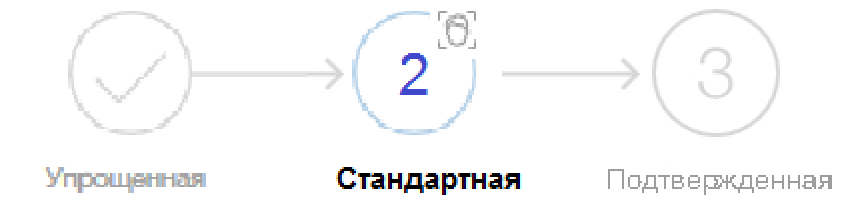 2 3
Упрощенная Стандартная Подтвержденная